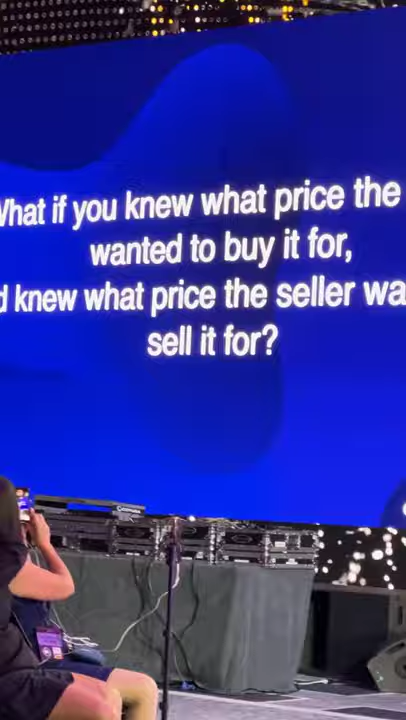 What if you knew what price the
wanted to buy it for,
d knew what price the seller wa
sell it for?